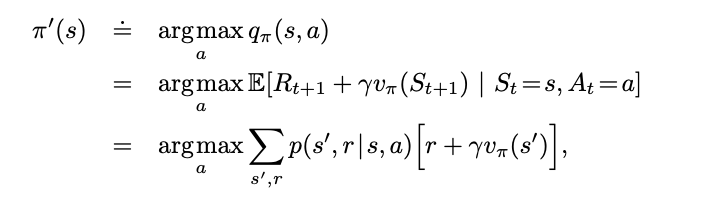 π′(s) ≐ argmax_a q_π(s, a)
= argmax_a 𝔼[R_{t+1} + γv_π(S_{t+1}) | S_t=s, A_t=a]
= argmax_a ∑_{s′,r} p(s′, r|s, a)[r + γv_π(s′)],